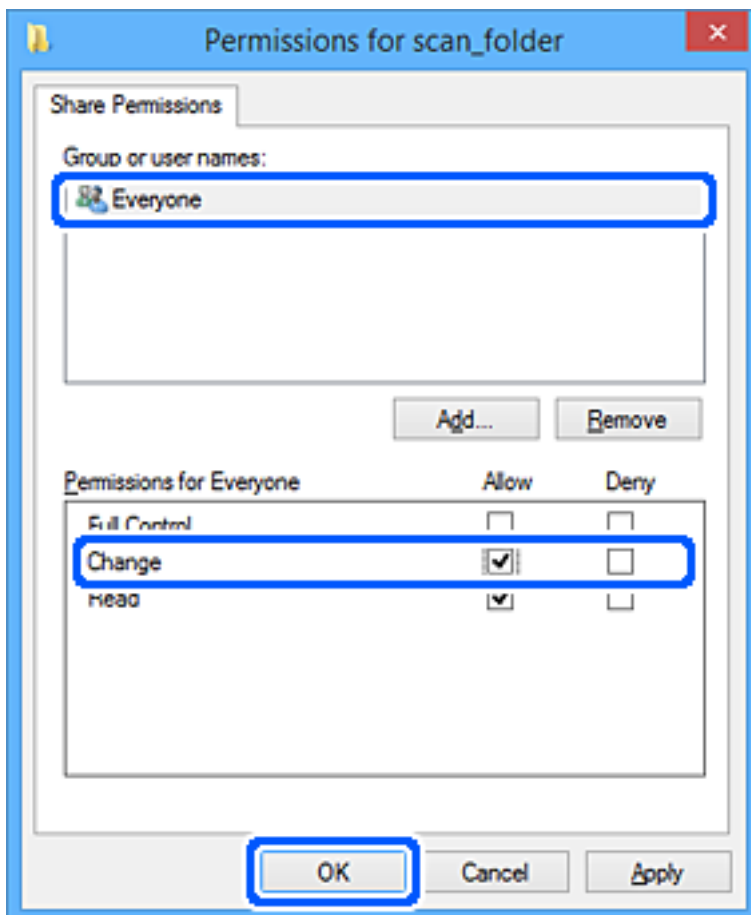 Permissions for scan_folder
Share Permissions
Group or user names:
Everyone
Add... Remove
Permissions for Everyone Allow Deny
Full Control
Change
Read
OK Cancel Apply